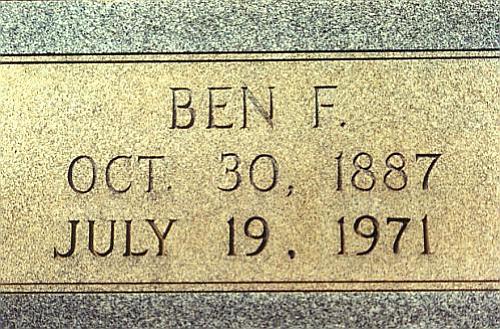 BEN F.
OCT. 30, 1887
JULY 19, 1971